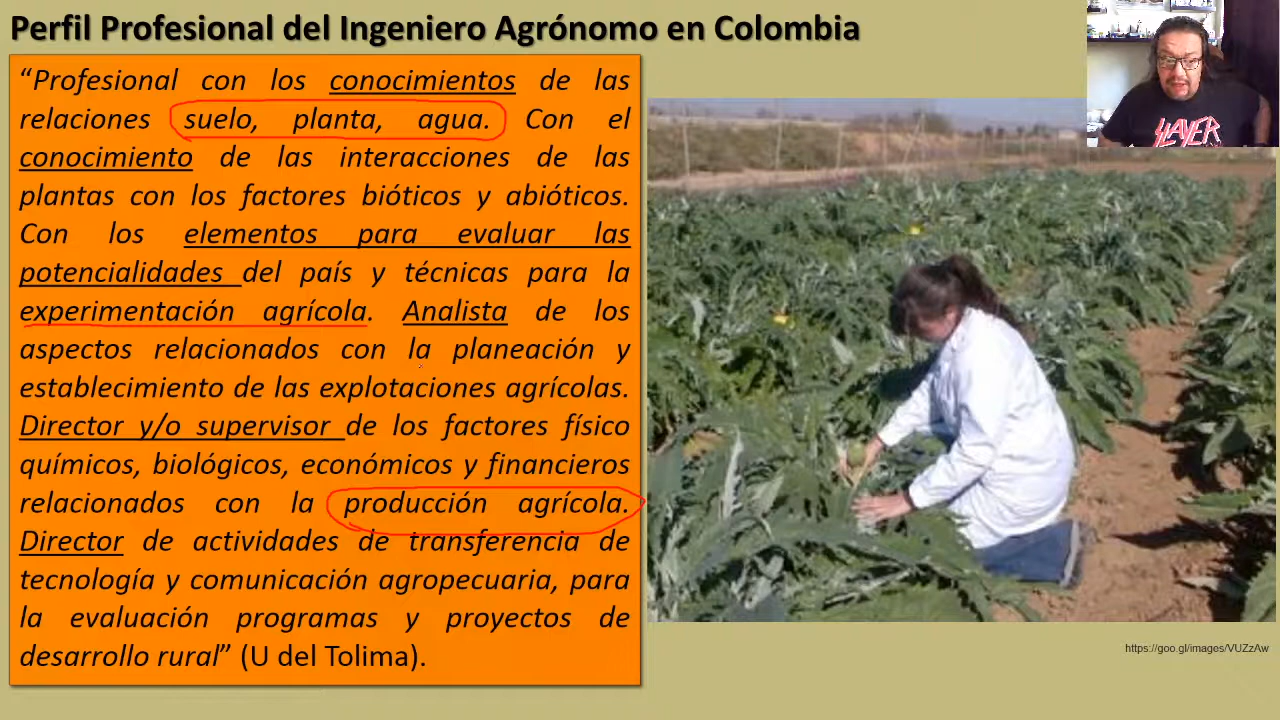 Perfil Profesional del Ingeniero Agrónomo en Colombia
“Profesional con los conocimientos de las
relaciones suelo, planta, agua. Con el
conocimiento de las interacciones de las
plantas con los factores bióticos y abióticos.
Con los elementos para evaluar las
potencialidades del país y técnicas para la
experimentación agrícola. Analista de los
aspectos relacionados con la planeación y
establecimiento de las explotaciones agrícolas.
Director y/o supervisor de los factores físico
químicos, biológicos, económicos y financieros
relacionados con la producción agrícola.
Director de actividades de transferencia de
tecnología y comunicación agropecuaria, para
la evaluación programas y proyectos de
desarrollo rural” (U del Tolima).
SLAYER
https://goo.gl/images/VUZzAw